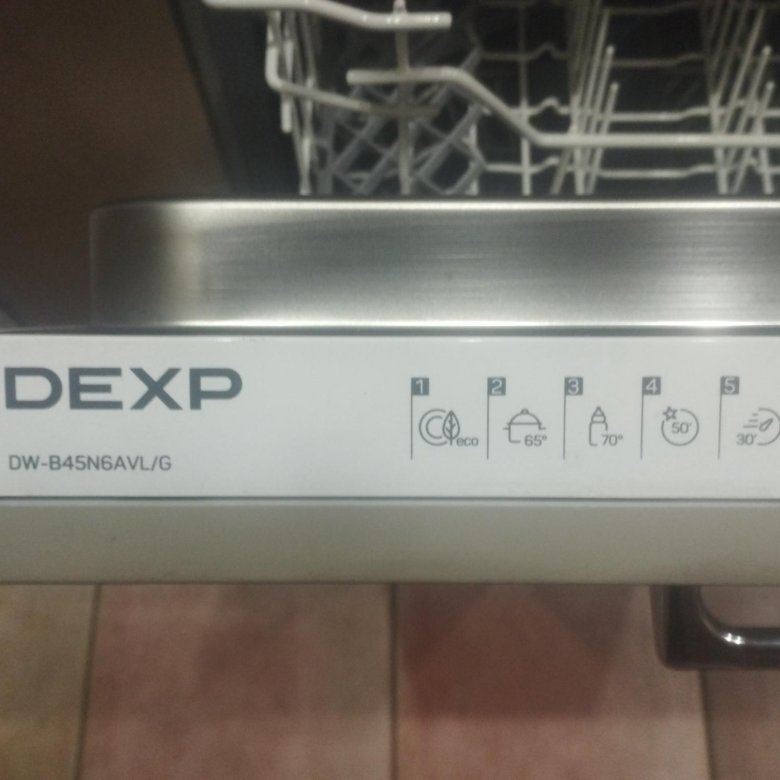 DEXP
DW-B45N6AVL/G
1 2 3 4 5
eco 65° 70° 50' 30'